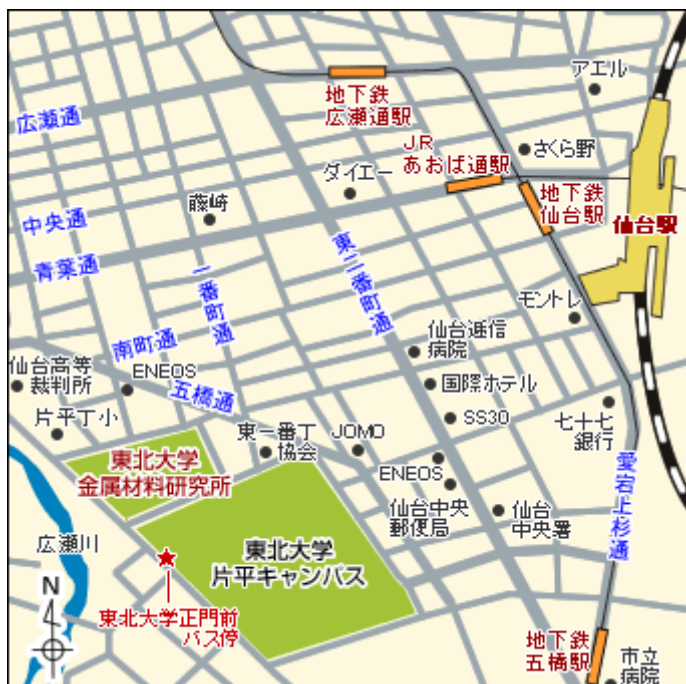 アエル
地下鉄
広瀬通駅
広瀬通
JR
あおば通駅
さくら野
ダイエー
地下鉄
仙台駅
藤崎
仙台駅
中央通
青葉通
一番町通
東二番町通
モントレ
南町通
仙台逓信
病院
仙台高等
裁判所
ENEOS
五橋通
国際ホテル
片平丁小
SS30
七十七
銀行
東一番丁
協会
JOMO
東北大学
金属材料研究所
ENEOS
愛宕上杉通
仙台中央
郵便局
仙台
中央署
広瀬川
東北大学
片平キャンパス
N
東北大学正門前
バス停
地下鉄
五橋駅
市立
病院